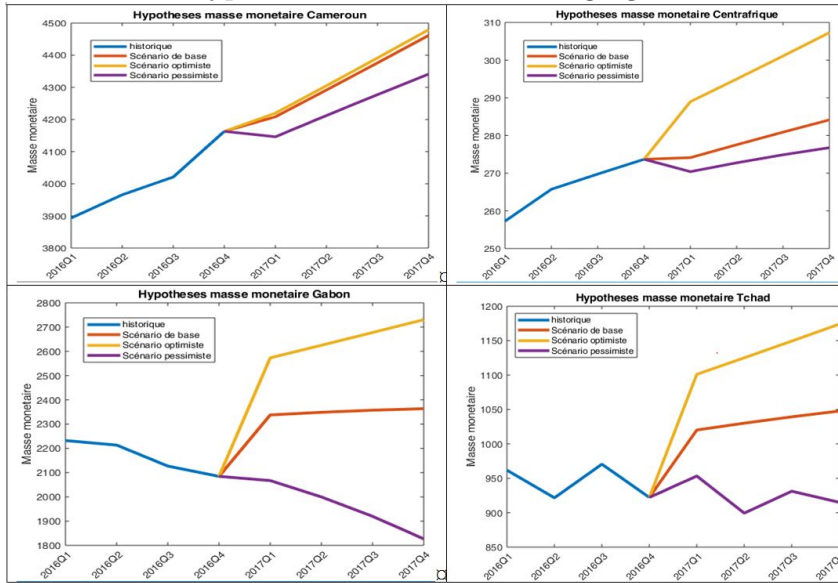 Hypotheses masse monetaire Cameroun
4500
4400
4300
4200
4100
4000
3900
3800
Masse monetaire
historique
Scénario de base
Scénario optimiste
Scénario pessimiste
2016Q1
2016Q2
2016Q3
2016Q4
2017Q1
2017Q2
2017Q3
2017Q4
Hypotheses masse monetaire Centrafrique
310
300
290
280
270
260
250
Masse monetaire
historique
Scénario de base
Scénario optimiste
Scénario pessimiste
2016Q1
2016Q2
2016Q3
2016Q4
2017Q1
2017Q2
2017Q3
2017Q4
Hypotheses masse monetaire Gabon
2800
2700
2600
2500
2400
2300
2200
2100
2000
1900
1800
Masse monetaire
historique
Scénario de base
Scénario optimiste
Scénario pessimiste
2016Q1
2016Q2
2016Q3
2016Q4
2017Q1
2017Q2
2017Q3
2017Q4
Hypotheses masse monetaire Tchad
1200
1150
1100
1050
1000
950
900
850
Masse monetaire
historique
Scénario de base
Scénario optimiste
Scénario pessimiste
2016Q1
2016Q2
2016Q3
2016Q4
2017Q1
2017Q2
2017Q3